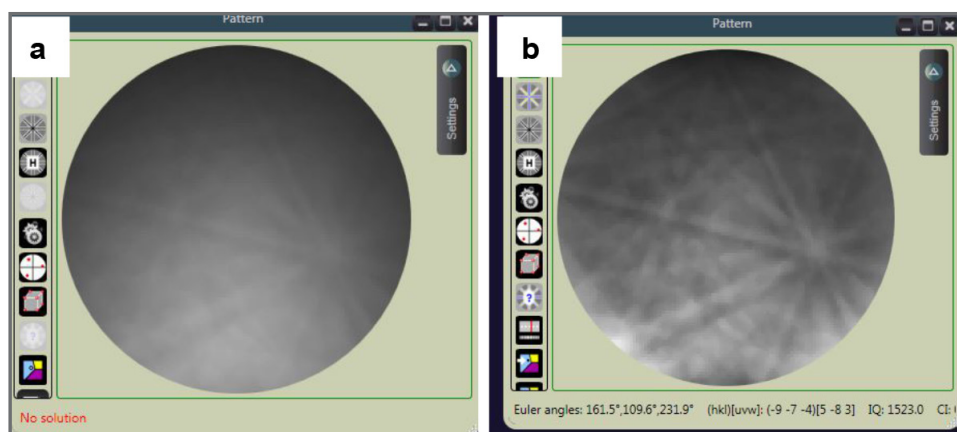 a
Pattern
Settings
H
?
No solution
b
Pattern
Settings
H
?
Euler angles: 161.5°,109.6°,231.9° (hkl)[uvw]: (-9 -7 -4)[5 -8 3] IQ: 1523.0 CI: